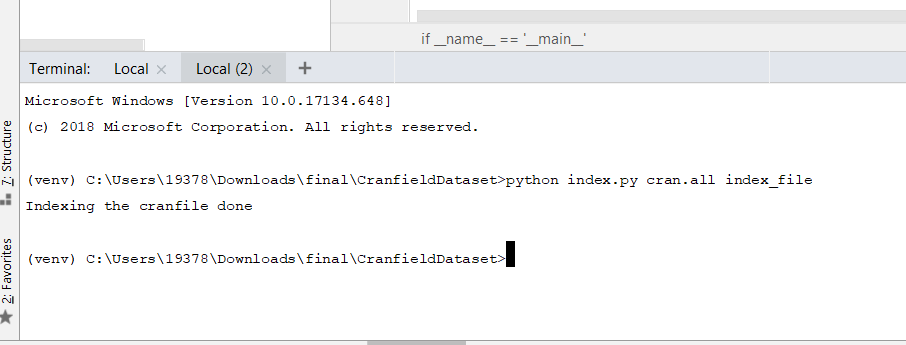 if __name__ == '__main__'
Terminal: Local × Local (2) × +
Microsoft Windows [Version 10.0.17134.648]
(c) 2018 Microsoft Corporation. All rights reserved.
(venv) C:\Users\19378\Downloads\final\CranfieldDataset>python index.py cran.all index_file
Indexing the cranfile done
(venv) C:\Users\19378\Downloads\final\CranfieldDataset>
7: Structure
2: Favorites